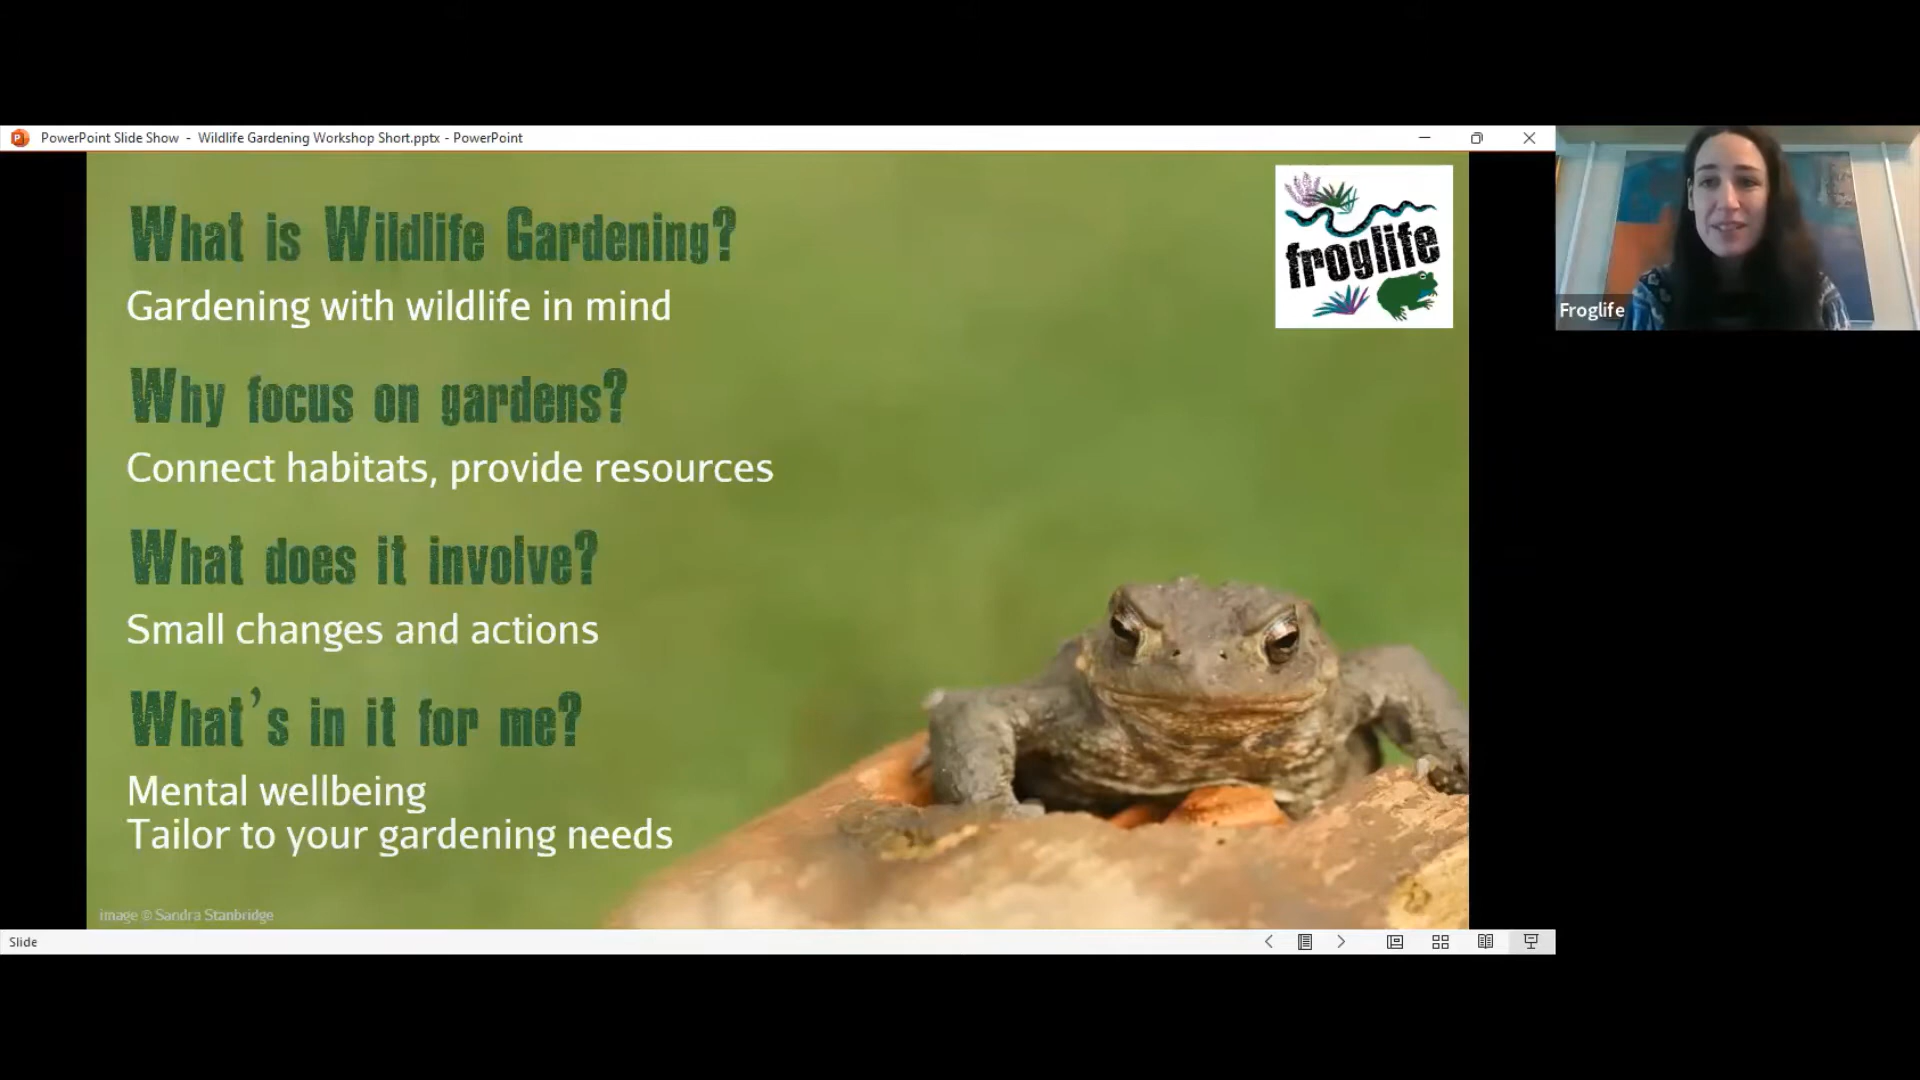 PowerPoint Slide Show - Wildlife Gardening Workshop Short.pptx - PowerPoint
What is Wildlife Gardening?
Gardening with wildlife in mind
Why focus on gardens?
Connect habitats, provide resources
What does it involve?
Small changes and actions
What's in it for me?
Mental wellbeing
Tailor to your gardening needs
image © Sandra Stanbridge
froglife
Froglife
Slide